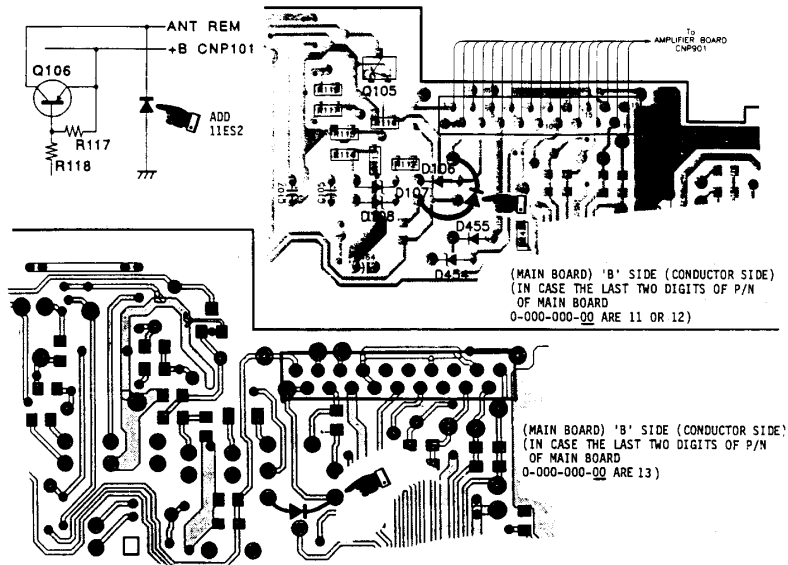 ANT REM
+B CNP101
Q106
ADD
11ES2
R117
R118
To
AMPLIFIER BOARD
CNP901
Q105
D106
D107
D108
D455
D454
C107
C105
(MAIN BOARD) 'B' SIDE (CONDUCTOR SIDE)
(IN CASE THE LAST TWO DIGITS OF P/N
OF MAIN BOARD
0-000-000-00 ARE 11 OR 12)
(MAIN BOARD) 'B' SIDE (CONDUCTOR SIDE)
(IN CASE THE LAST TWO DIGITS OF P/N
OF MAIN BOARD
0-000-000-00 ARE 13)